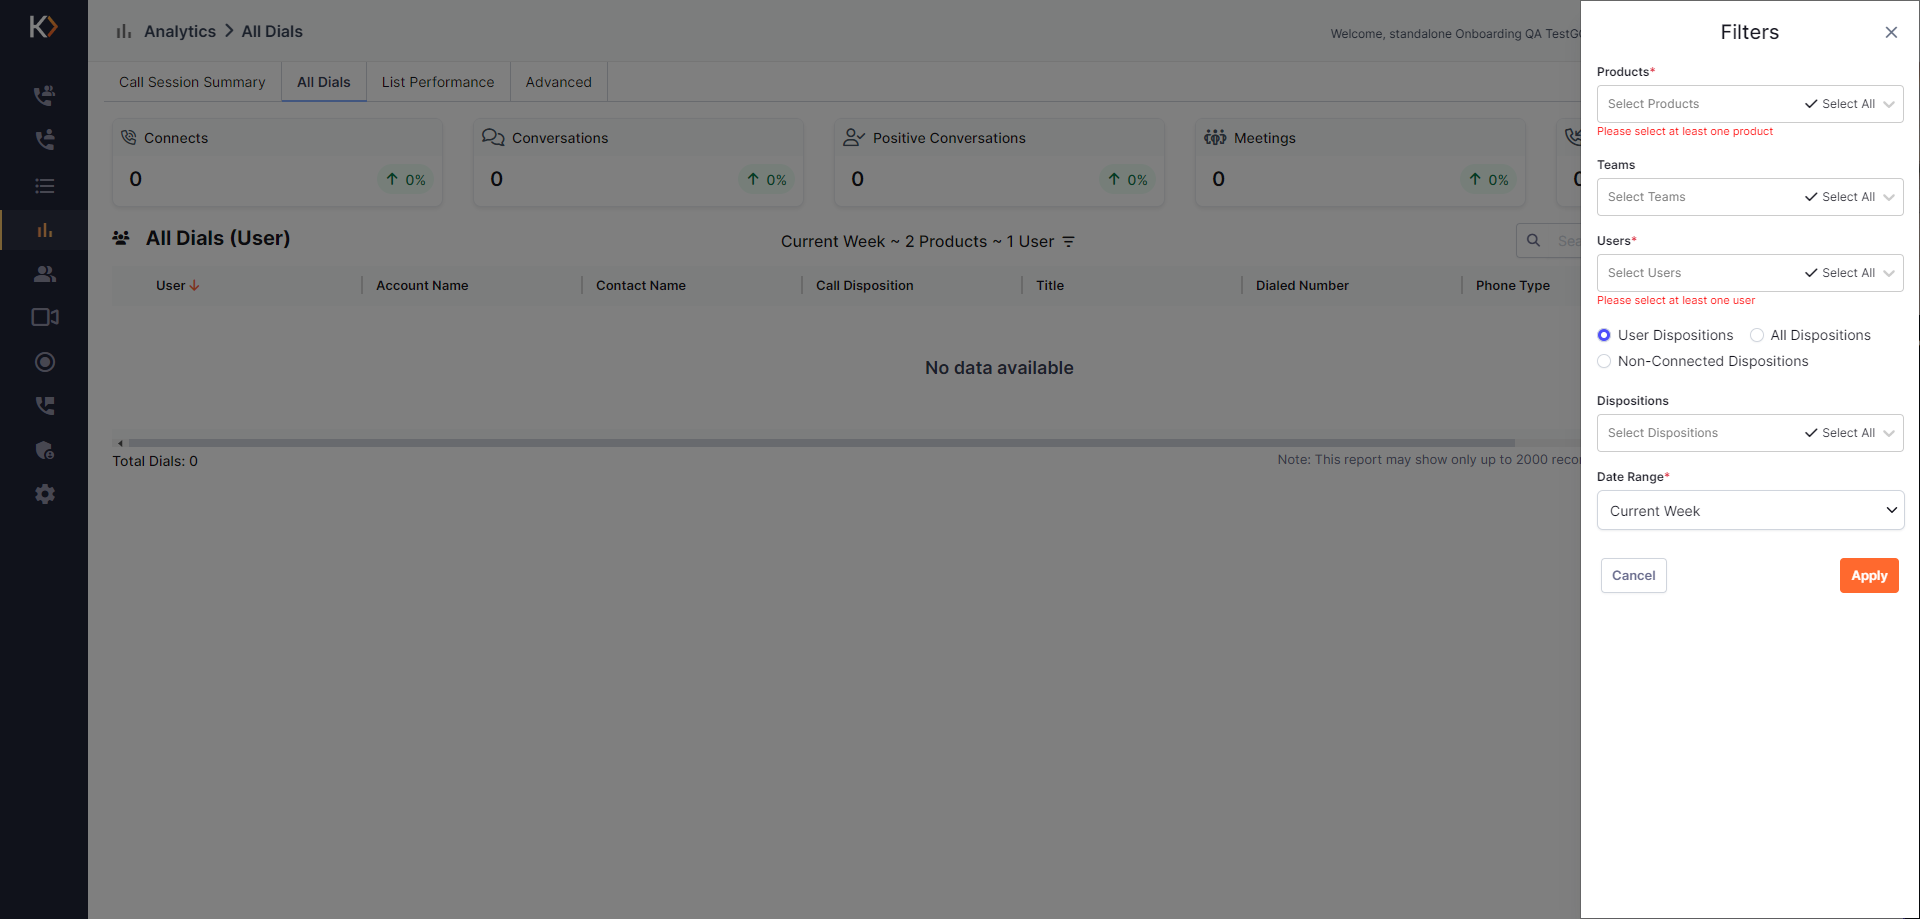 Analytics > All Dials
Welcome, standalone Onboarding QA
Call Session Summary
All Dials
List Performance
Advanced
Connects
0
0%
Conversations
0
0%
Positive Conversations
0
0%
Meetings
0
0%
All Dials (User)
Current Week ~ 2 Products ~ 1 User
User
Account Name
Contact Name
Call Disposition
Title
Dialed Number
Phone Type
No data available
Total Dials: 0
Note: This report may show only up to 2000
Filters
Products*
Select Products
Select All
Please select at least one product
Teams
Select Teams
Select All
Users*
Select Users
Select All
Please select at least one user
User Dispositions
All Dispositions
Non-Connected Dispositions
Dispositions
Select Dispositions
Select All
Date Range*
Current Week
Cancel
Apply